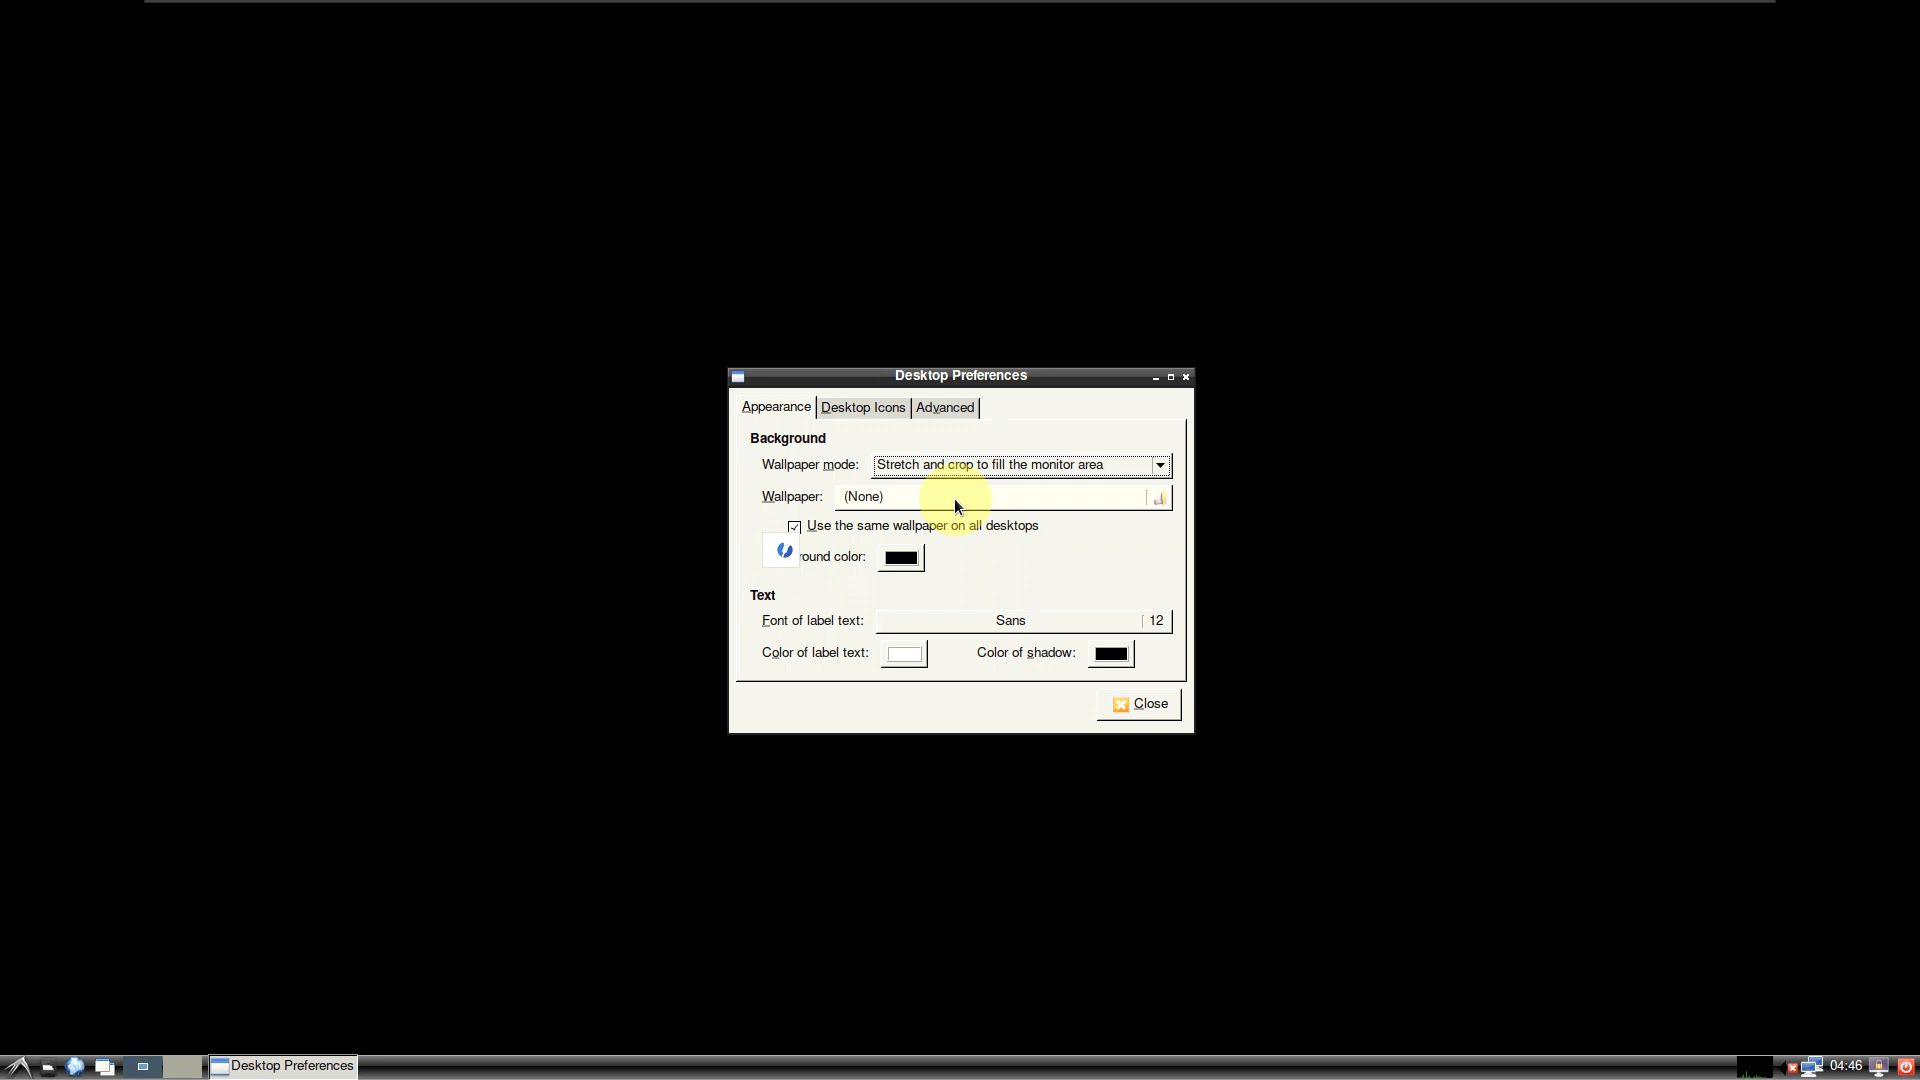 Desktop Preferences
Appearance Desktop Icons Advanced
Background
Wallpaper mode: Stretch and crop to fill the monitor area
Wallpaper: (None)
Use the same wallpaper on all desktops
round color:
Text
Font of label text: Sans 12
Color of label text: Color of shadow:
Close
Desktop Preferences 04:46